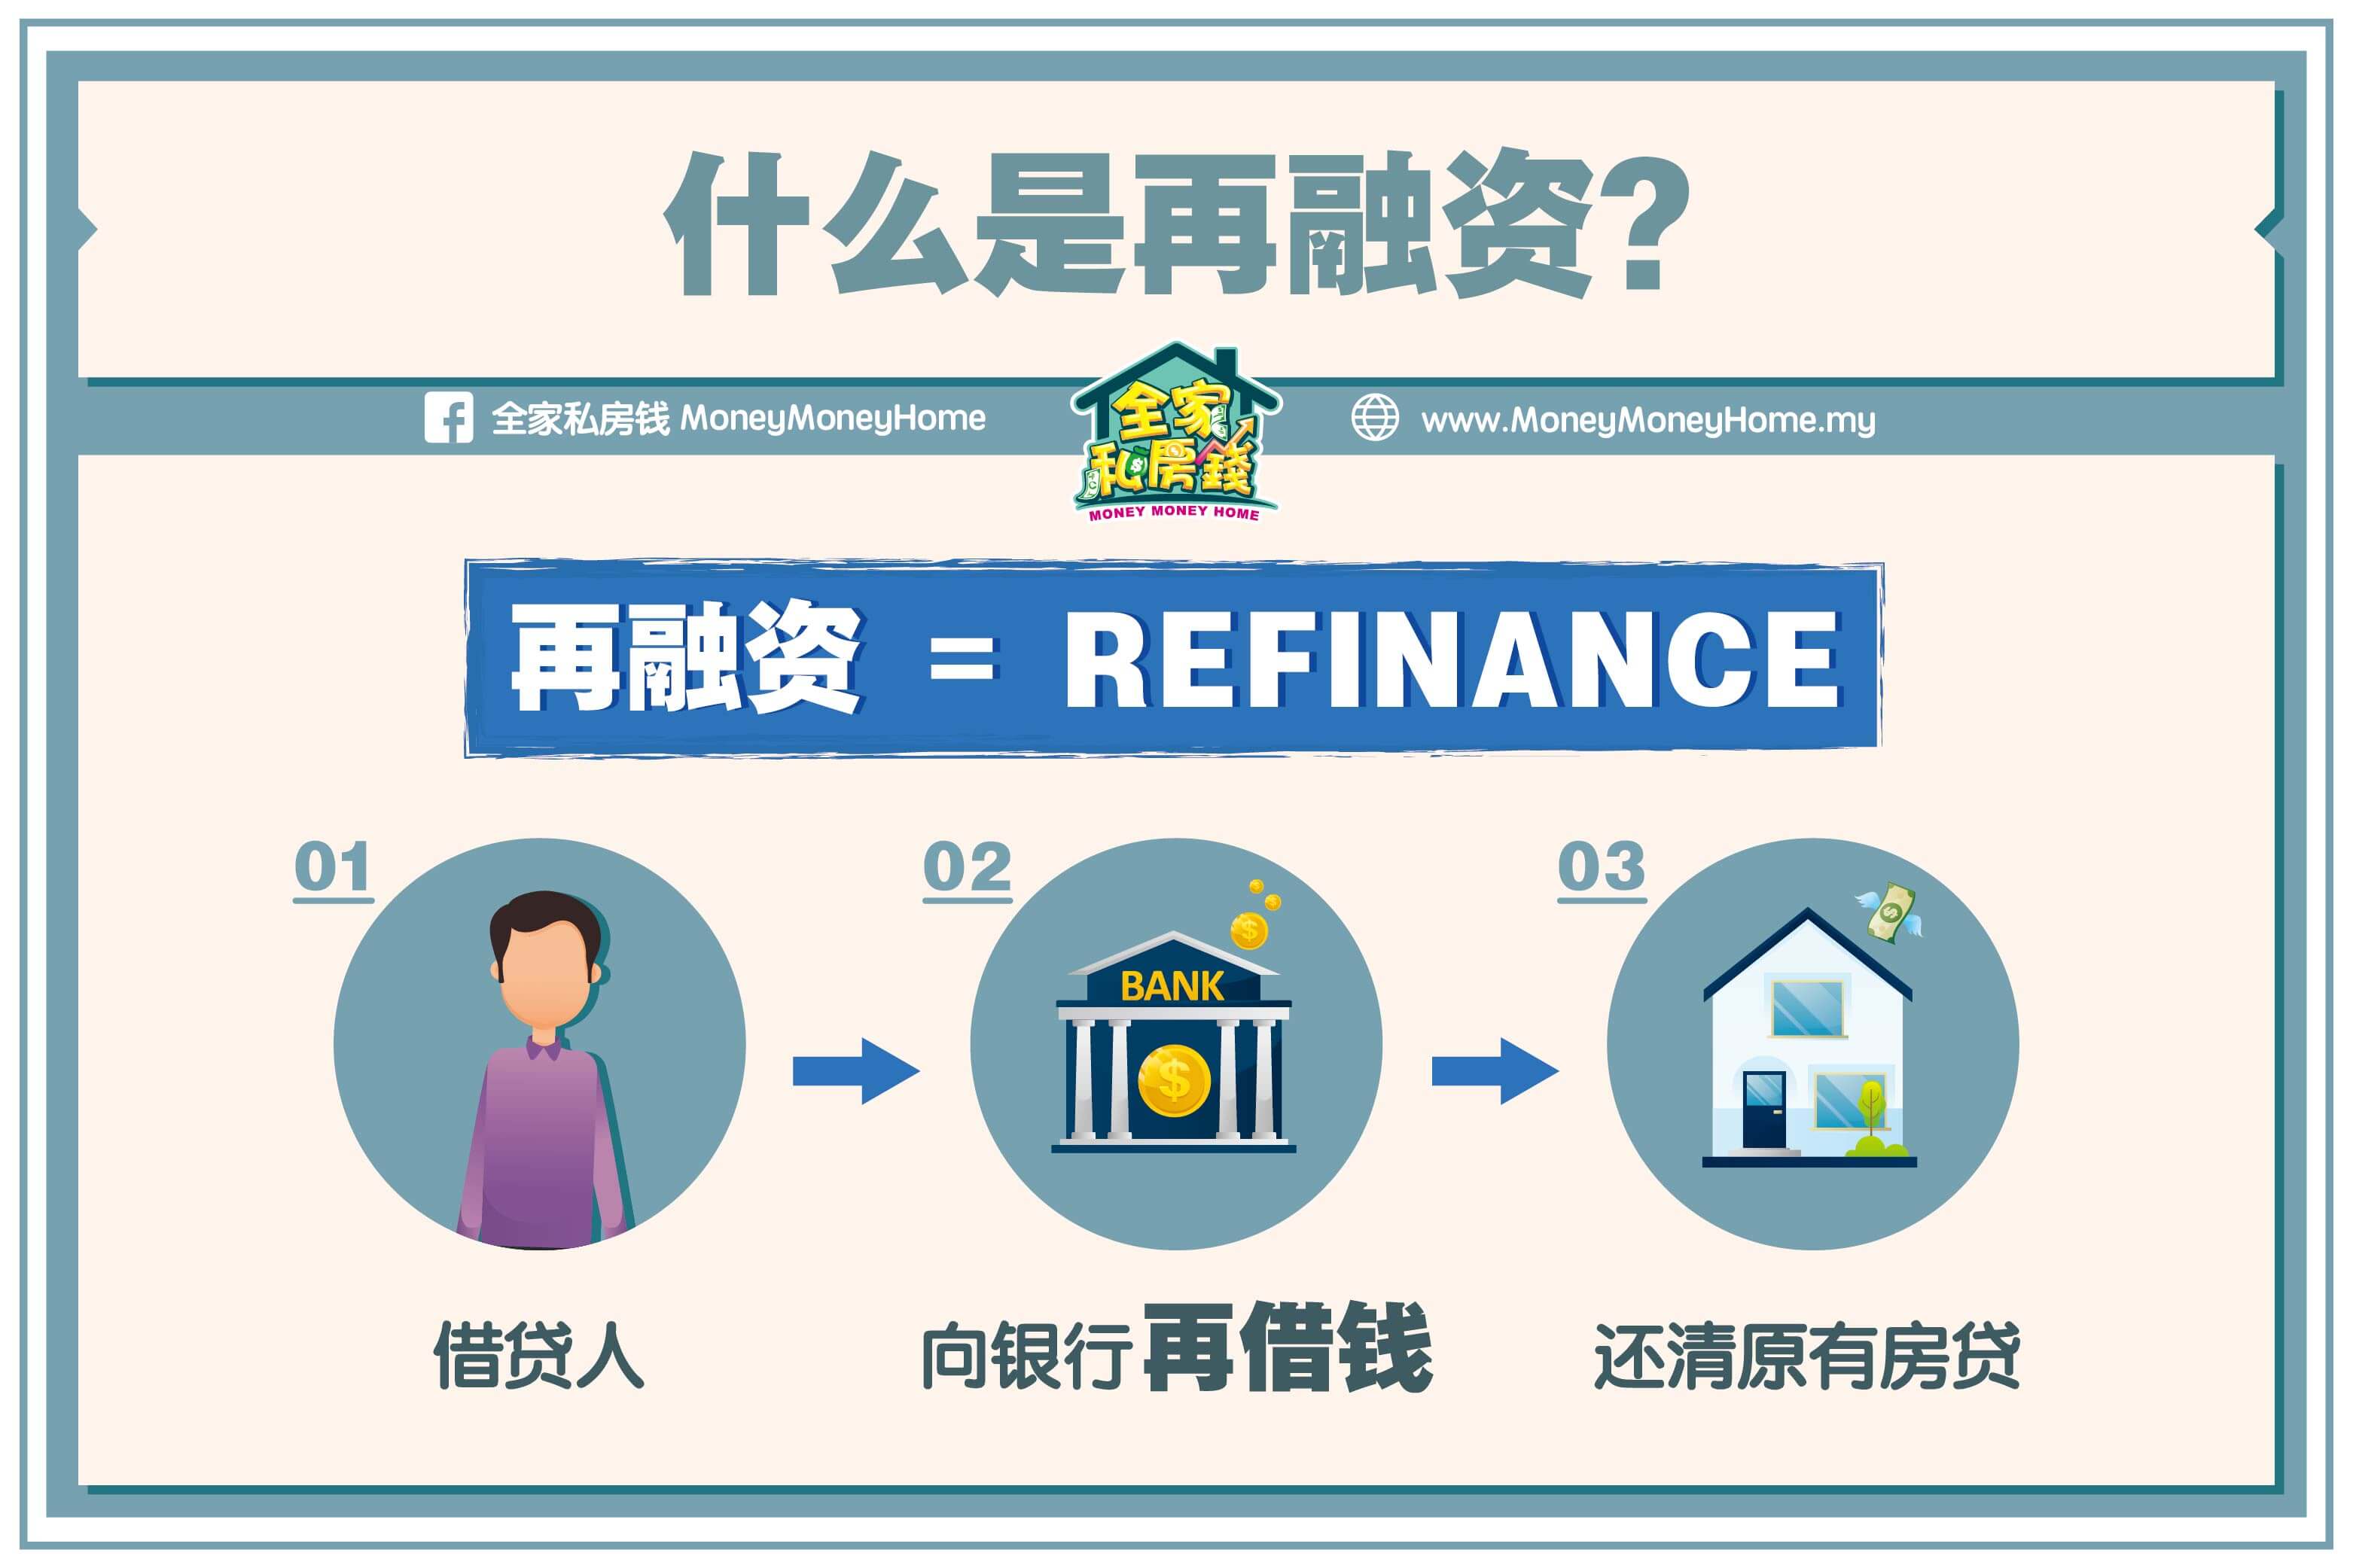 什么是再融资?
全家私房钱 MoneyMoneyHome
全家
私房錢
MONEY MONEY HOME
www.MoneyMoneyHome.my
再融资 = REFINANCE
01
02
03
BANK
借贷人
向银行再借钱
还清原有房贷